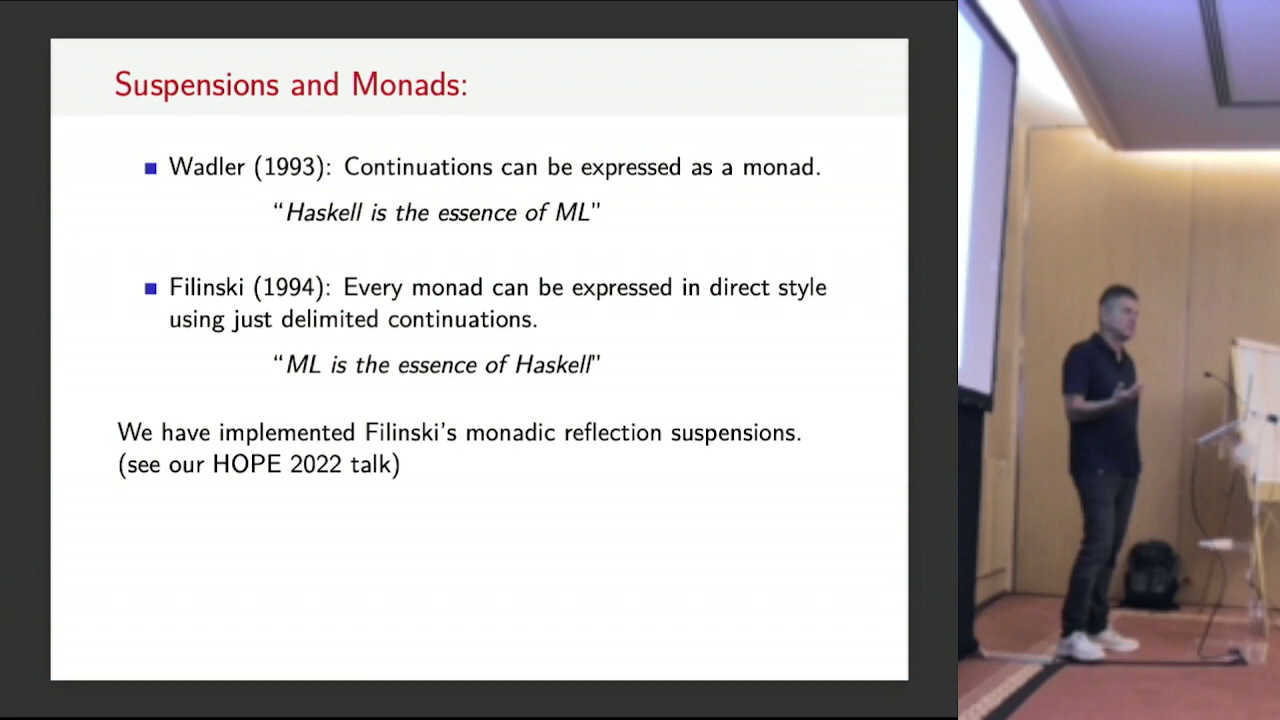 Suspensions and Monads:
Wadler (1993): Continuations can be expressed as a monad.
“Haskell is the essence of ML”
Filinski (1994): Every monad can be expressed in direct style
using just delimited continuations.
“ML is the essence of Haskell”
We have implemented Filinski's monadic reflection suspensions.
(see our HOPE 2022 talk)